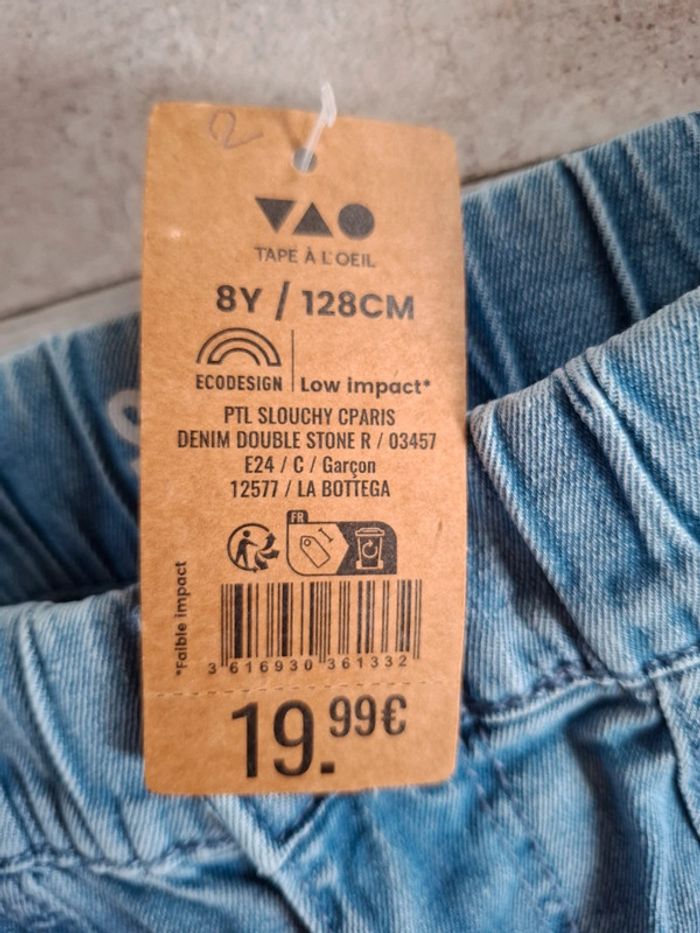 2
TAPE À L'OEIL
8Y / 128CM
ECODESIGN | Low impact*
PTL SLOUCHY CPARIS
DENIM DOUBLE STONE R / 03457
E24 / C / Garçon
12577 / LA BOTTEGA
FR
*Faible impact
3 616930 361332
19.99€